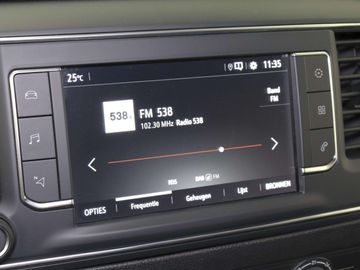 25°C
11:35
538
FM 538
102.30 MHz Radio 538
Band
FM
RDS DAB FM
OPTIES Frequentie Geheugen Lijst BRONNEN
N